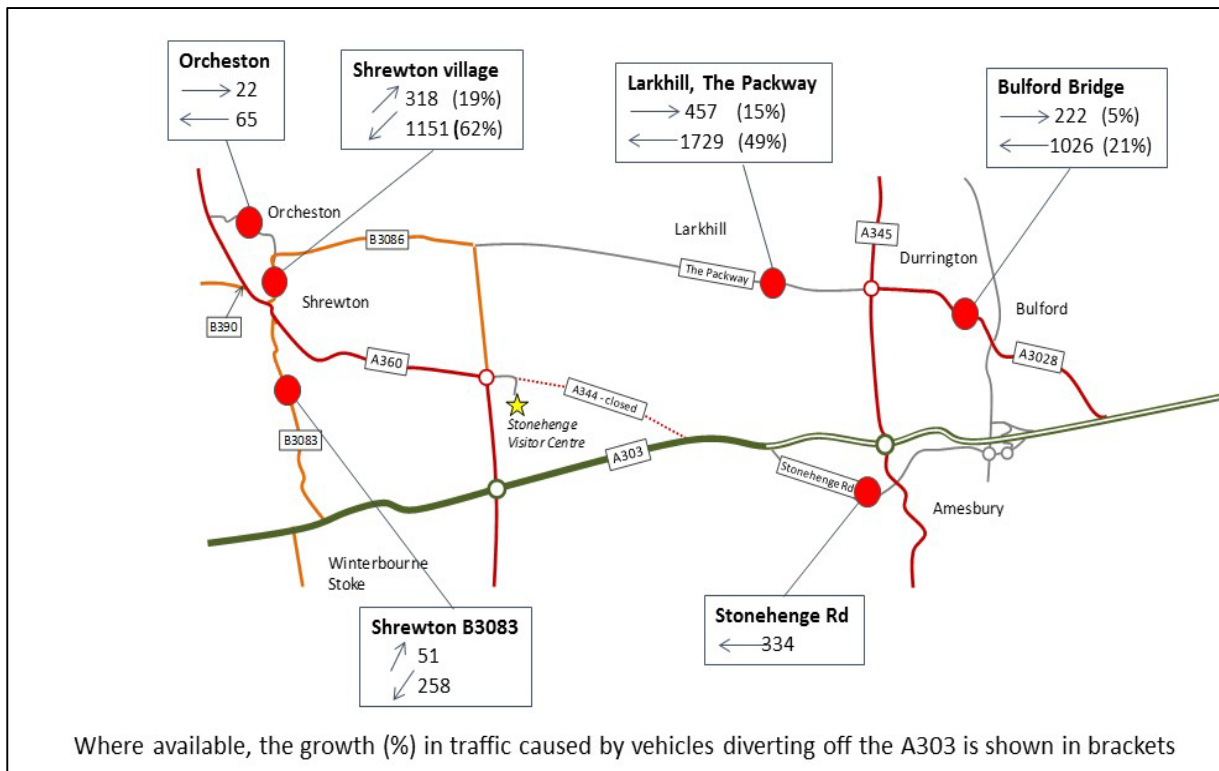 Orcheston
22
65
Shrewton village
318 (19%)
1151 (62%)
Larkhill, The Packway
457 (15%)
1729 (49%)
Bulford Bridge
222 (5%)
1026 (21%)
Orcheston
B3086
Larkhill
A345
Durrington
The Packway
Shrewton
Bulford
B390
A360
A3028
A344 - closed
Stonehenge
Visitor Centre
B3083
A303
Stonehenge Rd
Amesbury
Winterbourne
Stoke
Shrewton B3083
51
258
Stonehenge Rd
334
Where available, the growth (%) in traffic caused by vehicles diverting off the A303 is shown in brackets